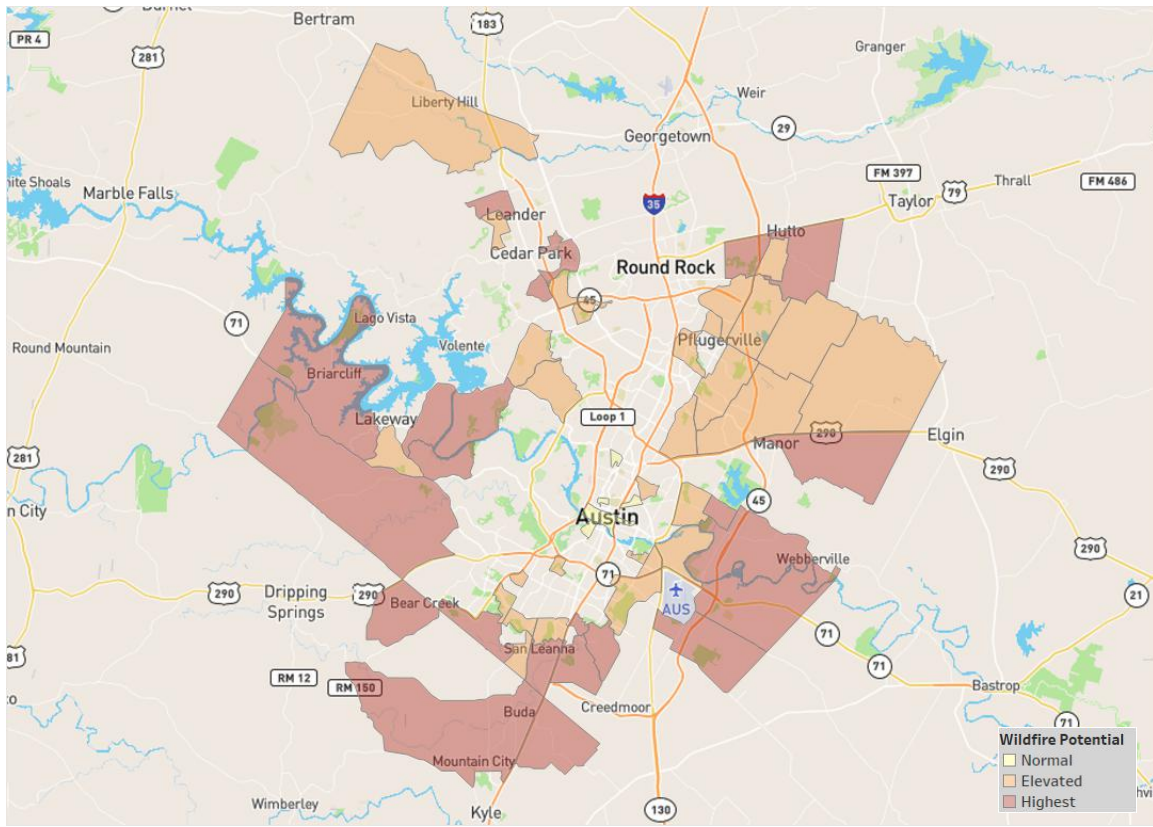 Bertram
183
PR 4
281
Granger
Liberty Hill
Weir
Georgetown
29
FM 397
Thrall
79
FM 486
Taylor
Marble Falls
35
Leander
Hutto
Cedar Park
Round Rock
45
71
Lago Vista
Round Mountain
Volente
Pflugerville
Briarcliff
Lakeway
Loop 1
Manor
290
Elgin
281
290
n City
45
Austin
290
Webberville
71
290
Dripping
Springs
290
Bear Creek
AUS
21
71
San Leanna
71
281
RM 12
RM 150
Bastrop
Buda
Creedmoor
71
Mountain City
Wimberley
Kyle
130
Wildfire Potential
Normal
Elevated
Highest